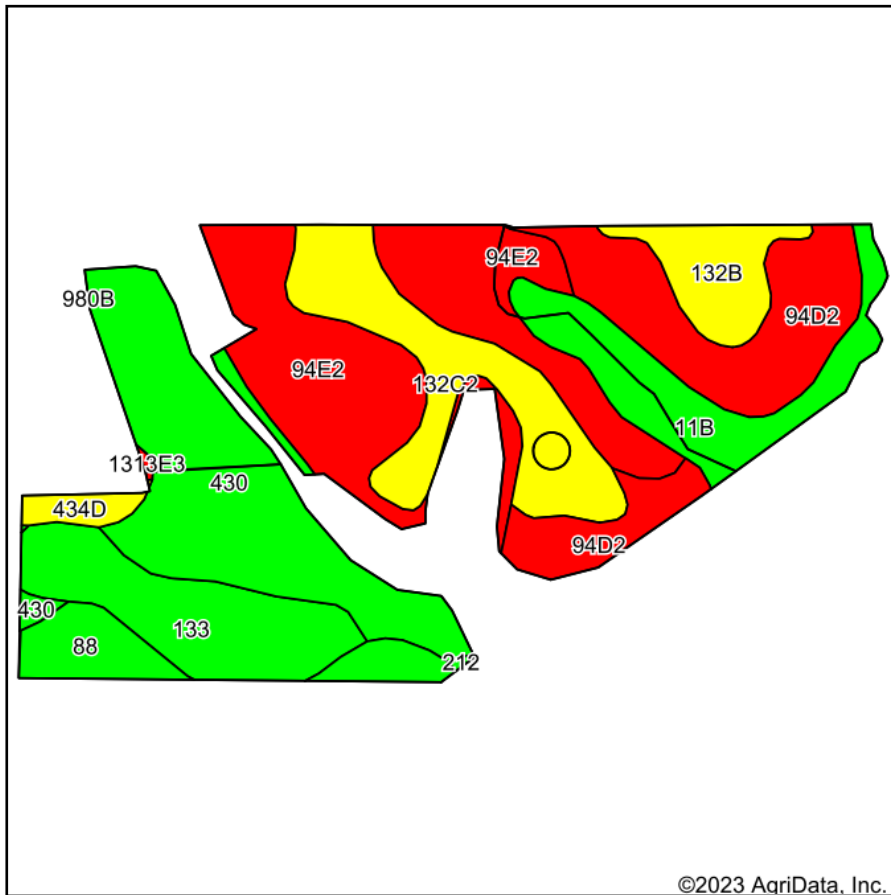 94E2
132B
980B
94D2
94E2
132C2
11B
1313E3
430
434D
94D2
430
133
88
212
©2023 AgriData, Inc.